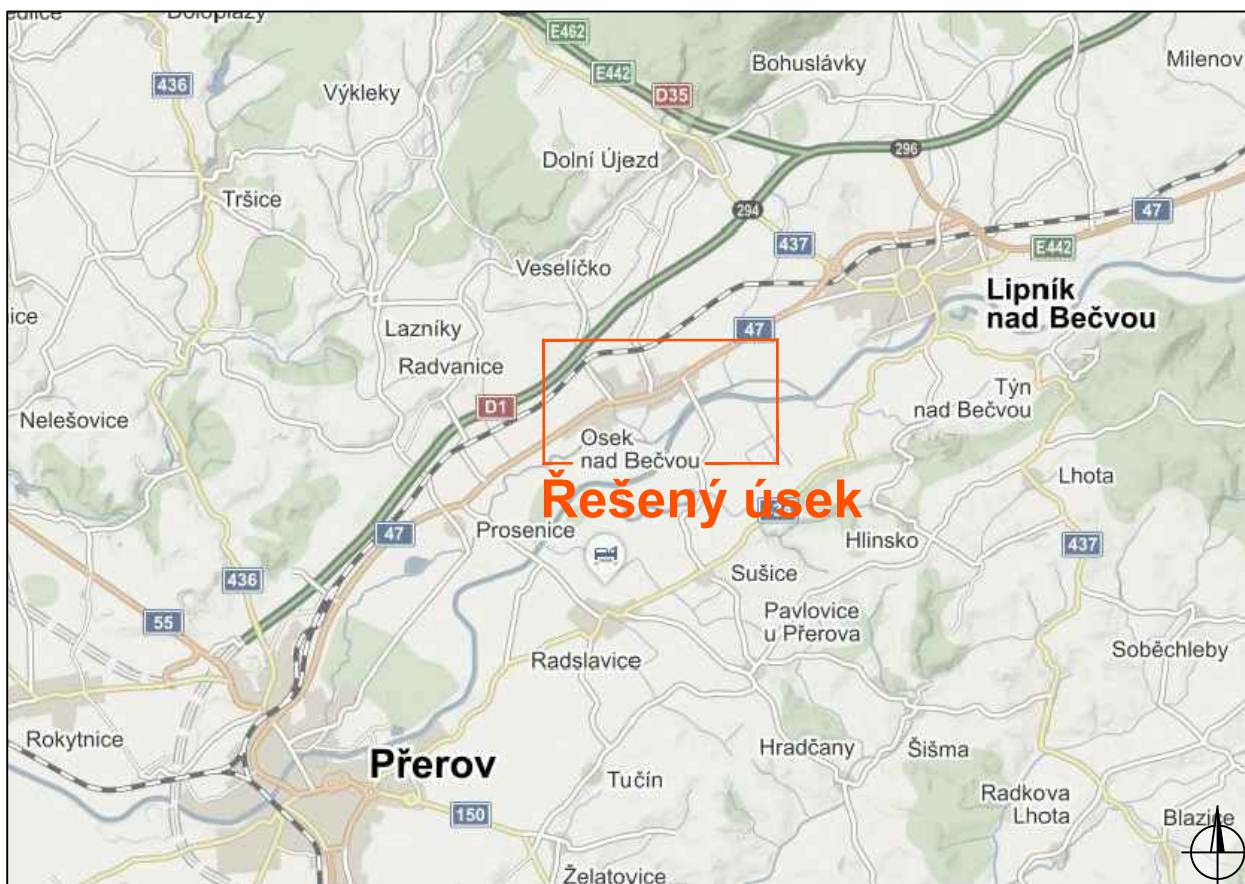 Doloplazy
E462
436
E442
Bohuslávky
Milenov
Výkleky
D35
296
Dolní Újezd
Tršice
294
47
437
E442
Veselíčko
Lipník
nad Bečvou
Lazníky
47
Radvanice
Týn
nad Bečvou
Nelešovice
D1
Osek
nad Bečvou
Lhota
Řešený úsek
47
Prosenice
Hlinsko
437
436
Sušice
55
Pavlovice
u Přerova
Soběchleby
Radslavice
Rokytnice
Hradčany
Šišma
Přerov
Tučín
Radkova
Lhota
150
Blazice
Želatovice